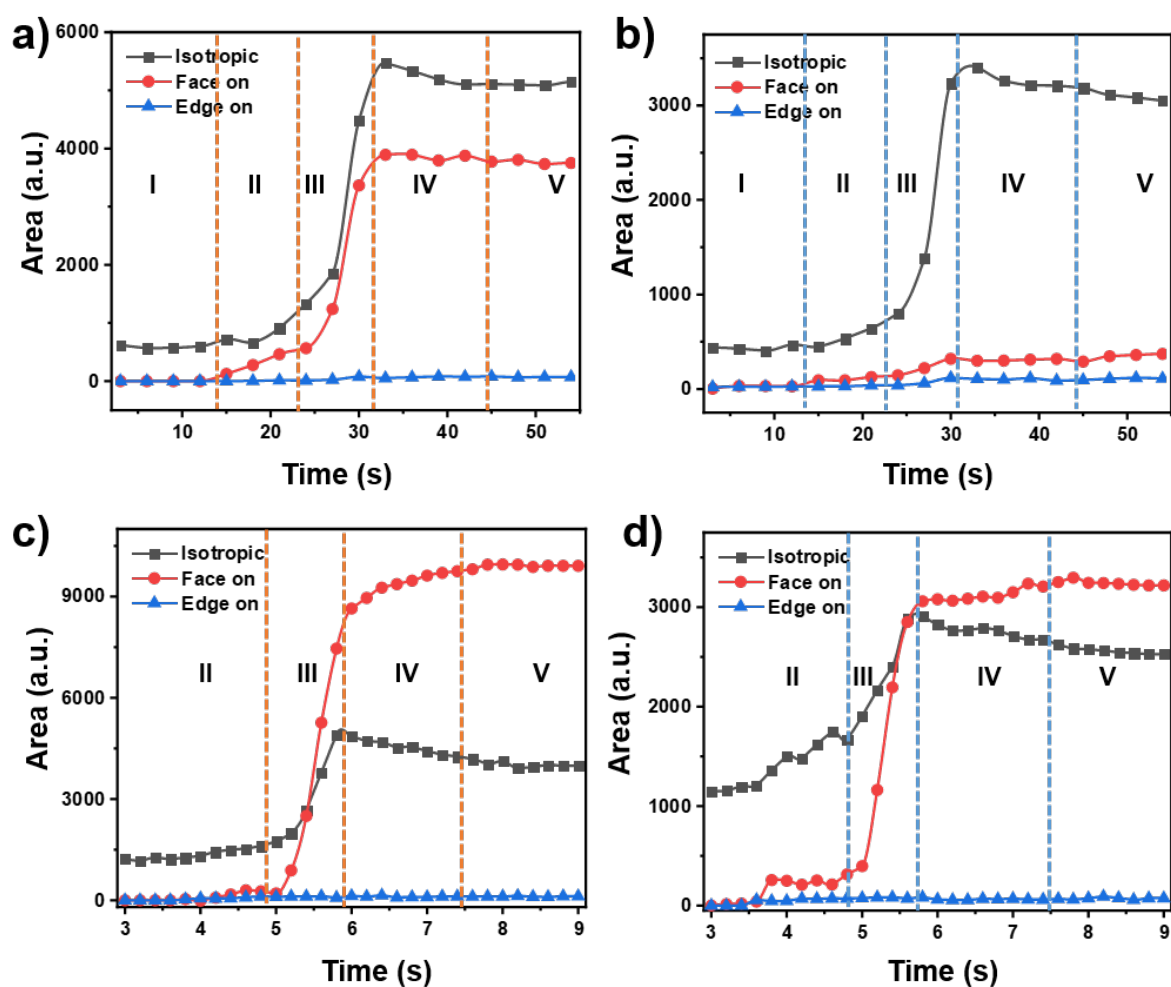 a)
Isotropic
Face on
Edge on
I II III IV V
Area (a.u.)
6000
4000
2000
0
10 20 30 40 50
Time (s)
b)
Isotropic
Face on
Edge on
I II III IV V
Area (a.u.)
3000
2000
1000
0
10 20 30 40 50
Time (s)
c)
Isotropic
Face on
Edge on
II III IV V
Area (a.u.)
9000
6000
3000
0
3 4 5 6 7 8 9
Time (s)
d)
Isotropic
Face on
Edge on
II III IV V
Area (a.u.)
3000
2000
1000
0
3 4 5 6 7 8 9
Time (s)